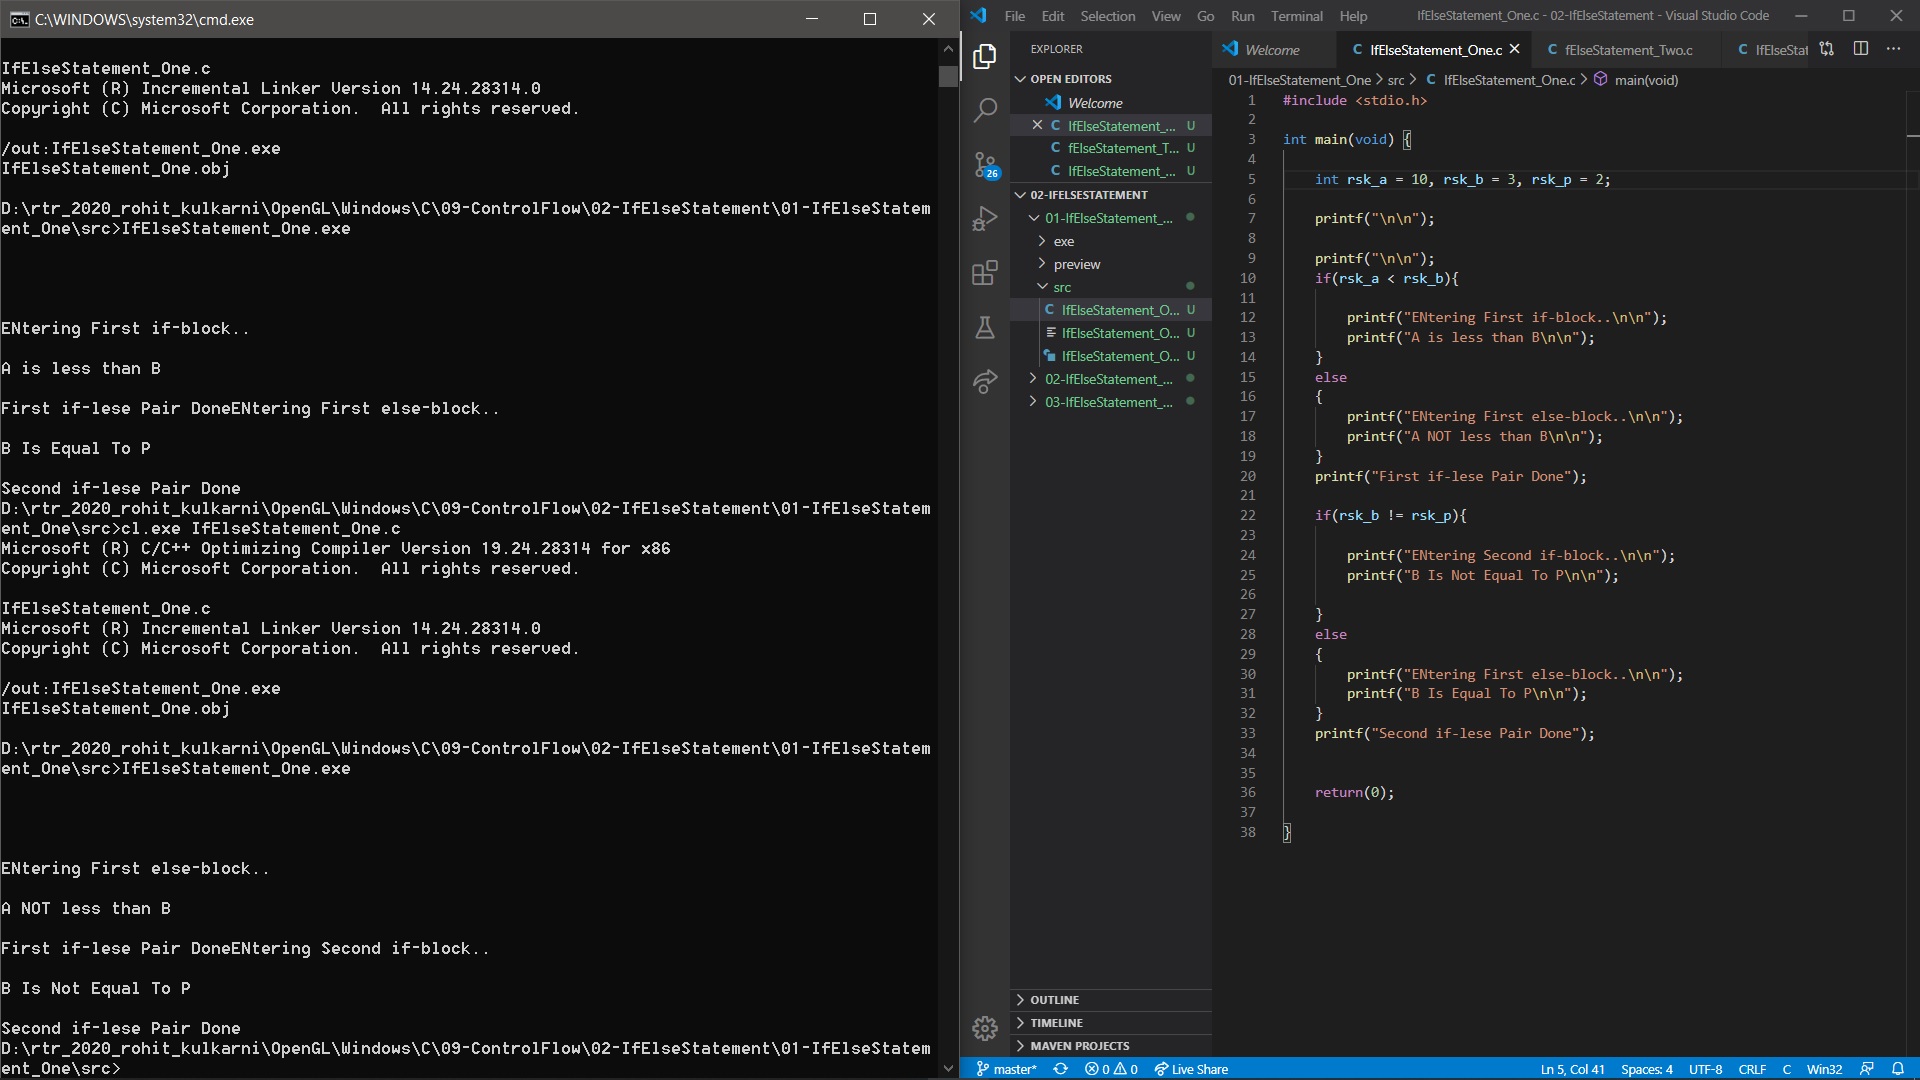 C:\WINDOWS\system32\cmd.exe
IfElseStatement_One.c
Microsoft (R) Incremental Linker Version 14.24.28314.0
Copyright (C) Microsoft Corporation.  All rights reserved.
/out:IfElseStatement_One.exe
IfElseStatement_One.obj
D:\rtr_2020_rohit_kulkarni\OpenGL\Windows\C\09-ControlFlow\02-IfElseStatement\01-IfElseStatem
ent_One\src>IfElseStatement_One.exe
ENtering First if-block..
A is less than B
First if-lese Pair DoneENtering First else-block..
B Is Equal To P
Second if-lese Pair Done
D:\rtr_2020_rohit_kulkarni\OpenGL\Windows\C\09-ControlFlow\02-IfElseStatement\01-IfElseStatem
ent_One\src>cl.exe IfElseStatement_One.c
Microsoft (R) C/C++ Optimizing Compiler Version 19.24.28314 for x86
Copyright (C) Microsoft Corporation.  All rights reserved.
IfElseStatement_One.c
Microsoft (R) Incremental Linker Version 14.24.28314.0
Copyright (C) Microsoft Corporation.  All rights reserved.
/out:IfElseStatement_One.exe
IfElseStatement_One.obj
D:\rtr_2020_rohit_kulkarni\OpenGL\Windows\C\09-ControlFlow\02-IfElseStatement\01-IfElseStatem
ent_One\src>IfElseStatement_One.exe
ENtering First else-block..
A NOT less than B
First if-lese Pair DoneENtering Second if-block..
B Is Not Equal To P
Second if-lese Pair Done
D:\rtr_2020_rohit_kulkarni\OpenGL\Windows\C\09-ControlFlow\02-IfElseStatement\01-IfElseStatem
ent_One\src>
File Edit Selection View Go Run Terminal Help IfElseStatement_One.c - 02-IfElseStatement - Visual Studio Code
26
EXPLORER
OPEN EDITORS
Welcome
C IfElseStatement_... U
C fElseStatement_T... U
C IfElseStatement_... U
02-IFELSESTATEMENT
01-IfElseStatement_...
exe
preview
src
C IfElseStatement_O... U
IfElseStatement_O... U
IfElseStatement_O... U
02-IfElseStatement_...
03-IfElseStatement_...
OUTLINE
TIMELINE
MAVEN PROJECTS
Welcome C IfElseStatement_One.c C fElseStatement_Two.c C IfElseStat
01-IfElseStatement_One > src > C IfElseStatement_One.c > main(void)
1 #include <stdio.h>
2
3 int main(void) {
4
5 int rsk_a = 10, rsk_b = 3, rsk_p = 2;
6
7 printf("\n\n");
8
9 printf("\n\n");
10 if(rsk_a < rsk_b){
11
12 printf("ENtering First if-block..\n\n");
13 printf("A is less than B\n\n");
14 }
15 else
16 {
17 printf("ENtering First else-block..\n\n");
18 printf("A NOT less than B\n\n");
19 }
20 printf("First if-lese Pair Done");
21
22 if(rsk_b != rsk_p){
23
24 printf("ENtering Second if-block..\n\n");
25 printf("B Is Not Equal To P\n\n");
26
27 }
28 else
29 {
30 printf("ENtering First else-block..\n\n");
31 printf("B Is Equal To P\n\n");
32 }
33 printf("Second if-lese Pair Done");
34
35
36 return(0);
37
38 }
master* 0 0 Live Share Ln 5, Col 41 Spaces: 4 UTF-8 CRLF C Win32